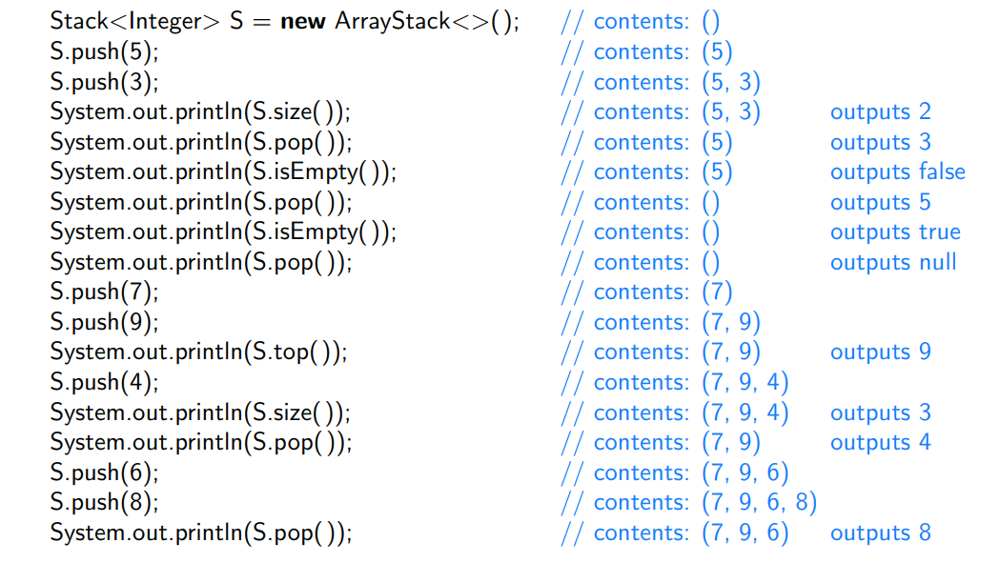 Stack<Integer> S = new ArrayStack<>(); // contents: ()
S.push(5); // contents: (5)
S.push(3); // contents: (5, 3)
System.out.println(S.size()); // contents: (5, 3) outputs 2
System.out.println(S.pop()); // contents: (5) outputs 3
System.out.println(S.isEmpty()); // contents: (5) outputs false
System.out.println(S.pop()); // contents: () outputs 5
System.out.println(S.isEmpty()); // contents: () outputs true
System.out.println(S.pop()); // contents: () outputs null
S.push(7); // contents: (7)
S.push(9); // contents: (7, 9)
System.out.println(S.top()); // contents: (7, 9) outputs 9
S.push(4); // contents: (7, 9, 4)
System.out.println(S.size()); // contents: (7, 9, 4) outputs 3
System.out.println(S.pop()); // contents: (7, 9) outputs 4
S.push(6); // contents: (7, 9, 6)
S.push(8); // contents: (7, 9, 6, 8)
System.out.println(S.pop()); // contents: (7, 9, 6) outputs 8